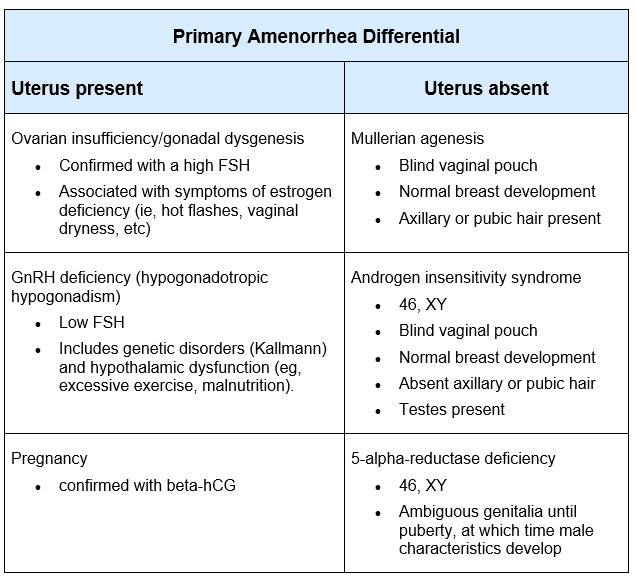 Primary Amenorrhea Differential
Uterus present
Uterus absent
Ovarian insufficiency/gonadal dysgenesis
• Confirmed with a high FSH
• Associated with symptoms of estrogen
deficiency (ie, hot flashes, vaginal
dryness, etc)
Mullerian agenesis
• Blind vaginal pouch
• Normal breast development
• Axillary or pubic hair present
GnRH deficiency (hypogonadotropic
hypogonadism)
• Low FSH
• Includes genetic disorders (Kallmann)
and hypothalamic dysfunction (eg,
excessive exercise, malnutrition).
Androgen insensitivity syndrome
• 46, XY
• Blind vaginal pouch
• Normal breast development
• Absent axillary or pubic hair
• Testes present
Pregnancy
• confirmed with beta-hCG
5-alpha-reductase deficiency
• 46, XY
• Ambiguous genitalia until
puberty, at which time male
characteristics develop